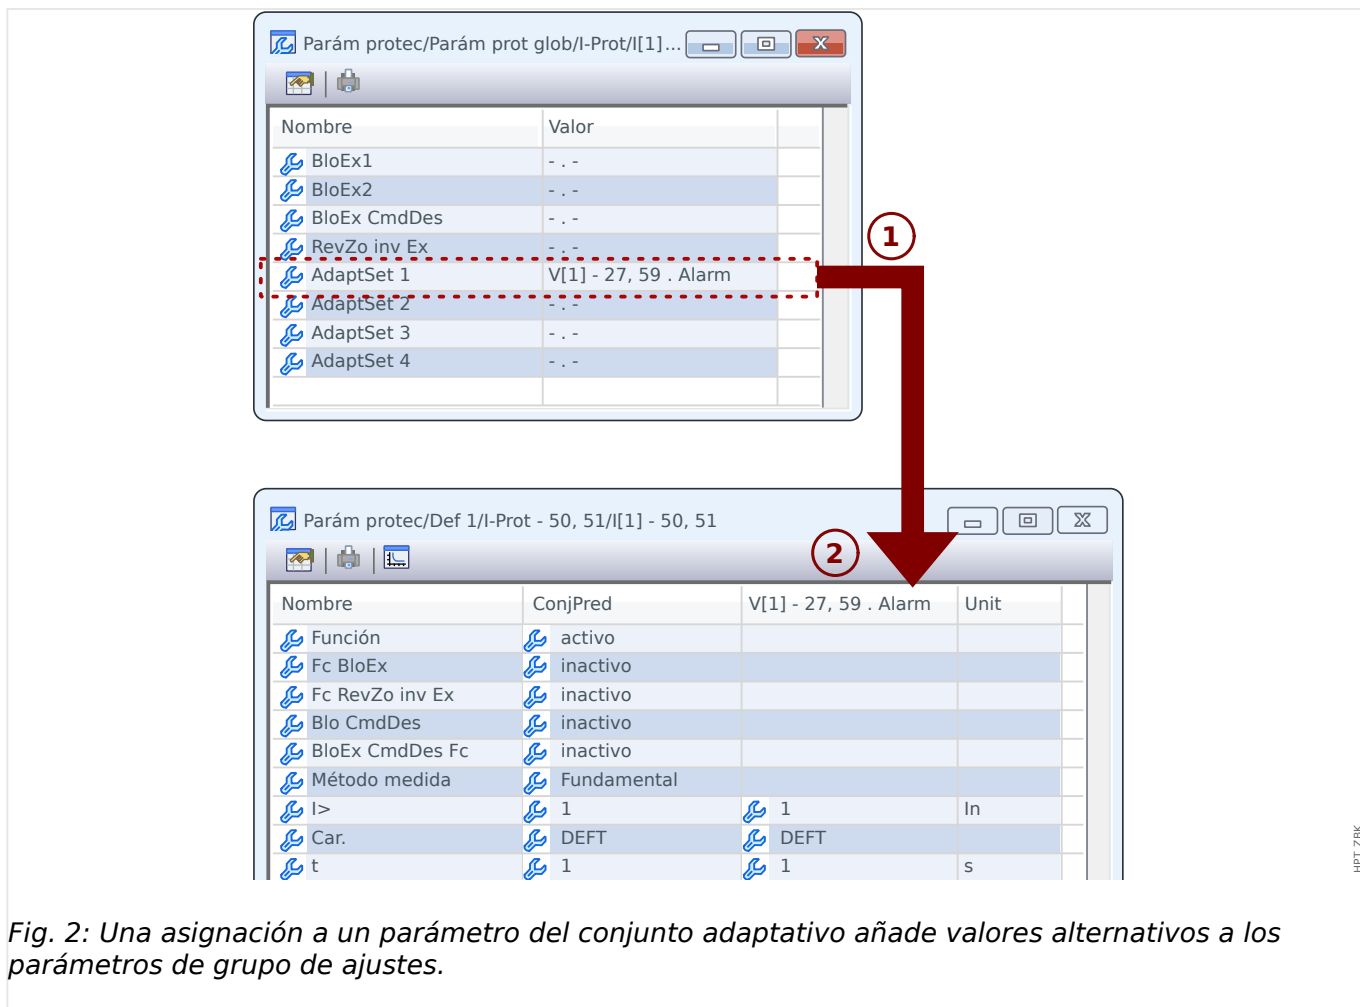 Parám protec/Parám prot glob/I-Prot/I[1]...
Nombre Valor
BloEx1 - . -
BloEx2 - . -
BloEx CmdDes - . -
RevZo inv Ex - . -
AdaptSet 1 V[1] - 27, 59 . Alarm
AdaptSet 2 - . -
AdaptSet 3 - . -
AdaptSet 4 - . -
1
Parám protec/Def 1/I-Prot - 50, 51/I[1] - 50, 51
2
Nombre ConjPred V[1] - 27, 59 . Alarm Unit
Función activo
Fc BloEx inactivo
Fc RevZo inv Ex inactivo
Blo CmdDes inactivo
BloEx CmdDes Fc inactivo
Método medida Fundamental
I> 1 1 In
Car. DEFT DEFT
t 1 1 s
HPT ZBK
Fig. 2: Una asignación a un parámetro del conjunto adaptativo añade valores alternativos a los
parámetros de grupo de ajustes.